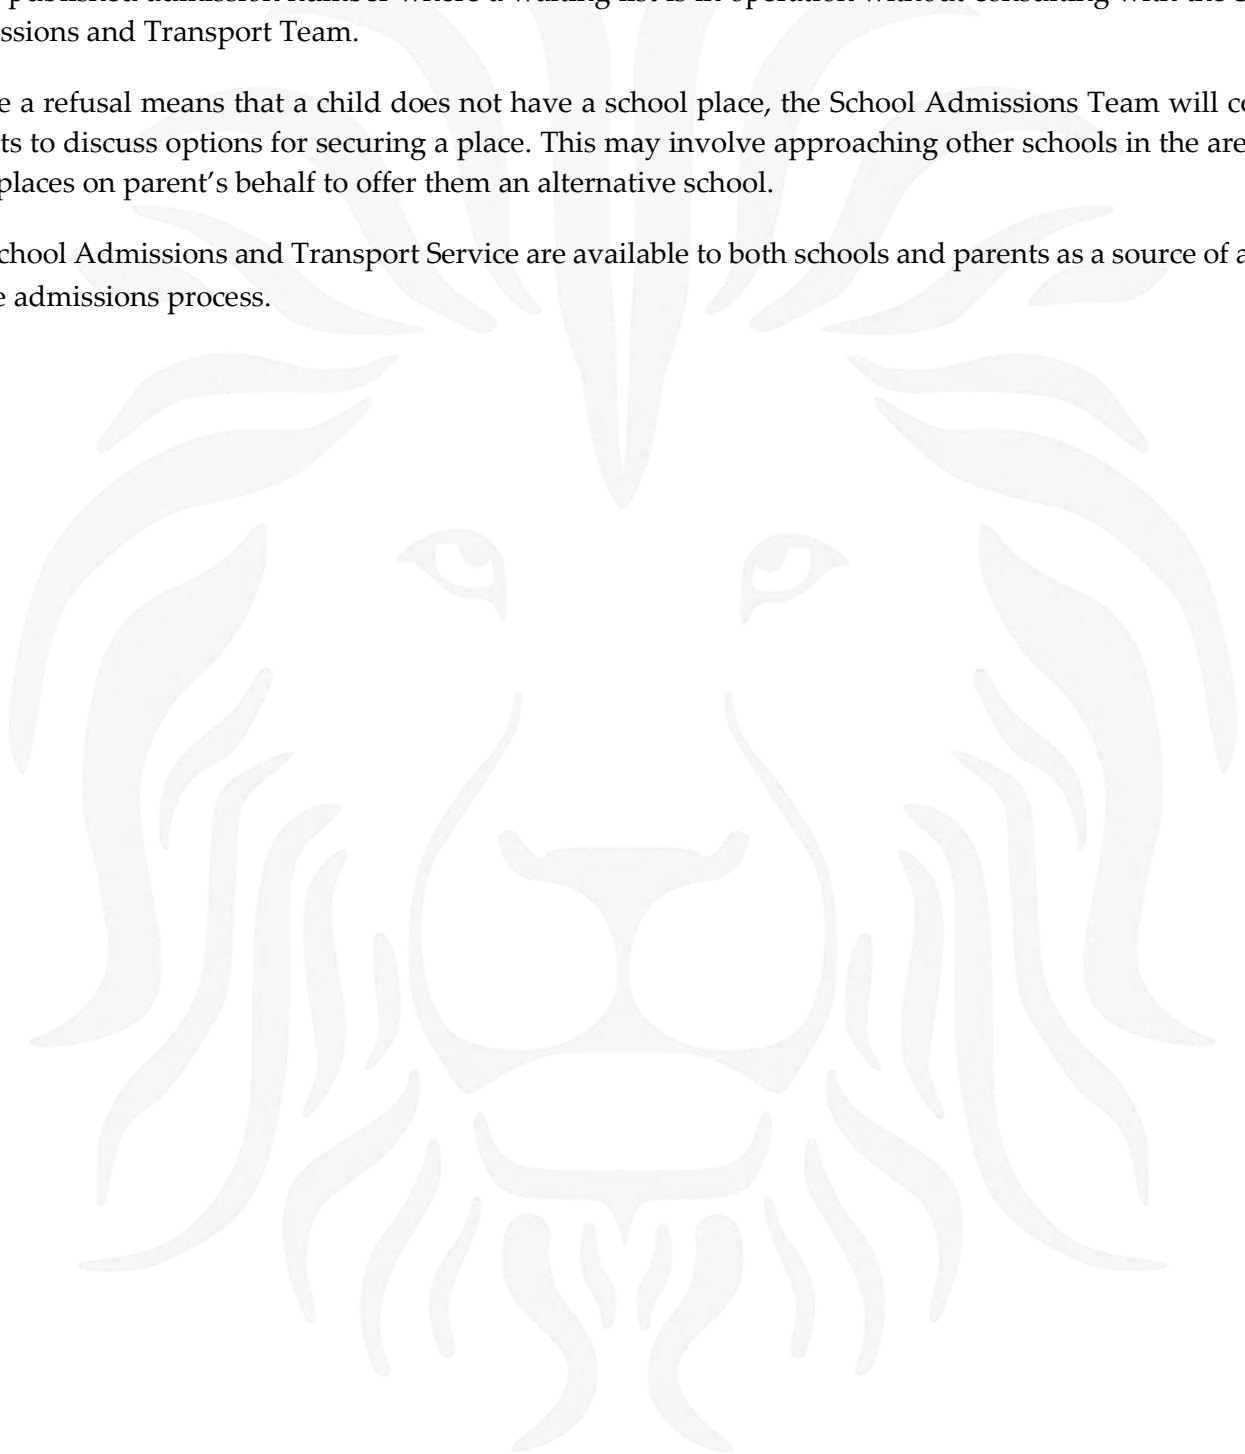 published admission number where a waiting list is in operation without consulting with the
ssions and Transport Team.
e a refusal means that a child does not have a school place, the School Admissions Team will co
ts to discuss options for securing a place. This may involve approaching other schools in the are
places on parent's behalf to offer them an alternative school.
chool Admissions and Transport Service are available to both schools and parents as a source of a
e admissions process.